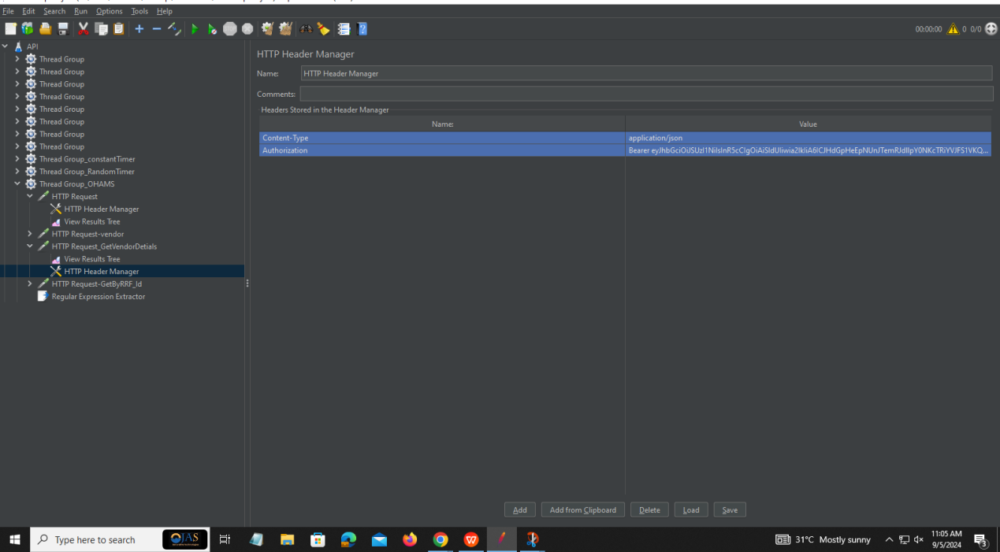 File Edit Search Run Options Tools Help
00:00:00 0 0/0
API
Thread Group
Thread Group
Thread Group
Thread Group
Thread Group
Thread Group
Thread Group
Thread Group
Thread Group_constantTimer
Thread Group_RandomTimer
Thread Group_OHAMS
HTTP Request
HTTP Header Manager
View Results Tree
HTTP Request-vendor
HTTP Request_GetVendorDetials
View Results Tree
HTTP Header Manager
HTTP Request-GetByRRF_Id
Regular Expression Extractor
HTTP Header Manager
Name: HTTP Header Manager
Comments:
Headers Stored in the Header Manager
Name: Value
Content-Type application/json
Authorization Bearer
Add Add from Clipboard Delete Load Save
Type here to search OJAS 31°C Mostly sunny 11:05 AM
9/5/2024 3